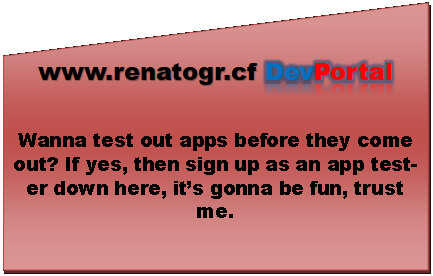 www.renatogr.cf DevPortal
Wanna test out apps before they come
out? If yes, then sign up as an app test-
er down here, it’s gonna be fun, trust
me.